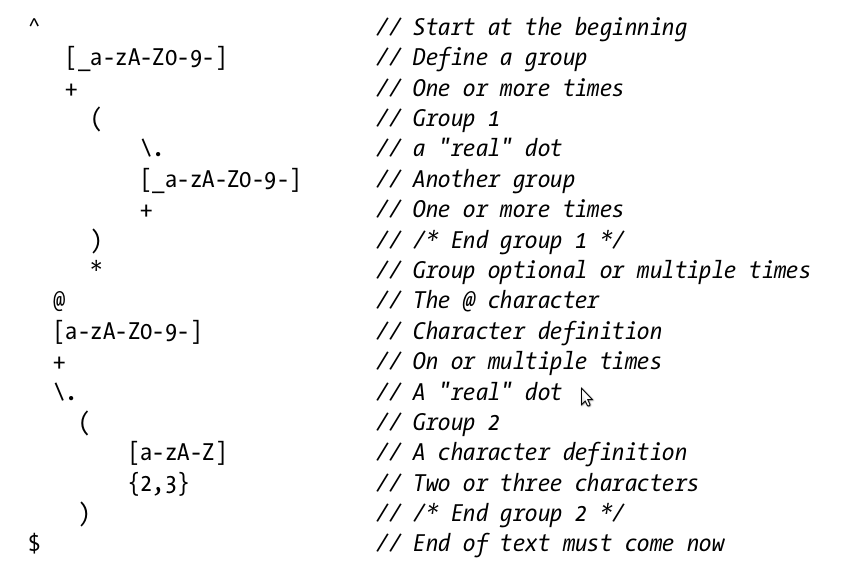 ^ // Start at the beginning
[_a-zA-Z0-9-] // Define a group
+ // One or more times
( // Group 1
\. // a "real" dot
[_a-zA-Z0-9-] // Another group
+ // One or more times
) // /* End group 1 */
* // Group optional or multiple times
@ // The @ character
[a-zA-Z0-9-] // Character definition
+ // On or multiple times
\. // A "real" dot
( // Group 2
[a-zA-Z] // A character definition
{2,3} // Two or three characters
) // /* End group 2 */
$ // End of text must come now